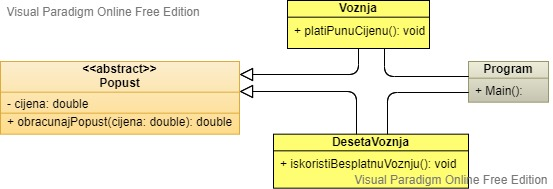 Visual Paradigm Online Free Edition
Voznja
+ platiPunuCijenu(): void
<<abstract>>
Popust
- cijena: double
+ obracunajPopust(cijena: double): double
Program
+ Main():
DesetaVoznja
+ iskoristiBesplatnuVoznju(): void
Visual Paradigm Online Free Edition